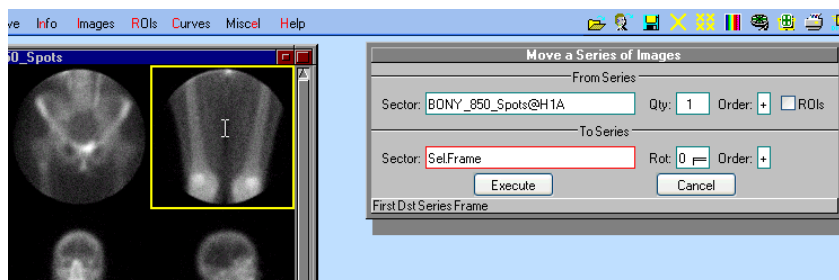 ve Info Images ROIs Curves Miscel Help
50_Spots
Move a Series of Images
From Series
Sector: BONY_850_Spots@H1A Qty: 1 Order: + ROIs
To Series
Sector: Sel.Frame Rot: 0 Order: +
Execute Cancel
First Dst Series Frame